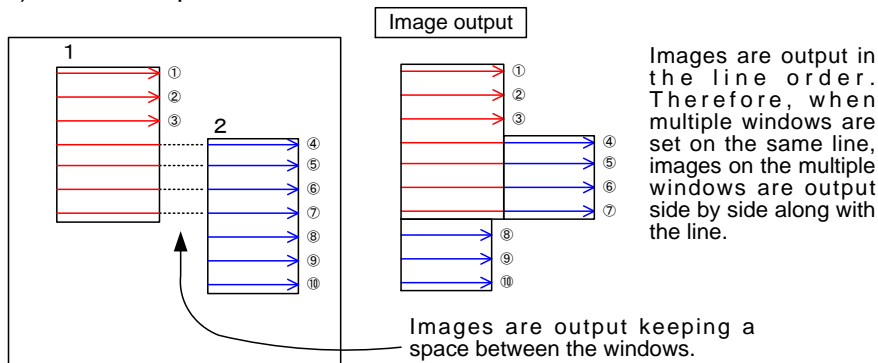 Image output
1
①
②
③
2
④
⑤
⑥
⑦
⑧
⑨
⑩
①
②
③
④
⑤
⑥
⑦
⑧
⑨
⑩
Images are output in
the line order.
Therefore, when
multiple windows are
set on the same line,
images on the multiple
windows are output
side by side along with
the line.
Images are output keeping a
space between the windows.